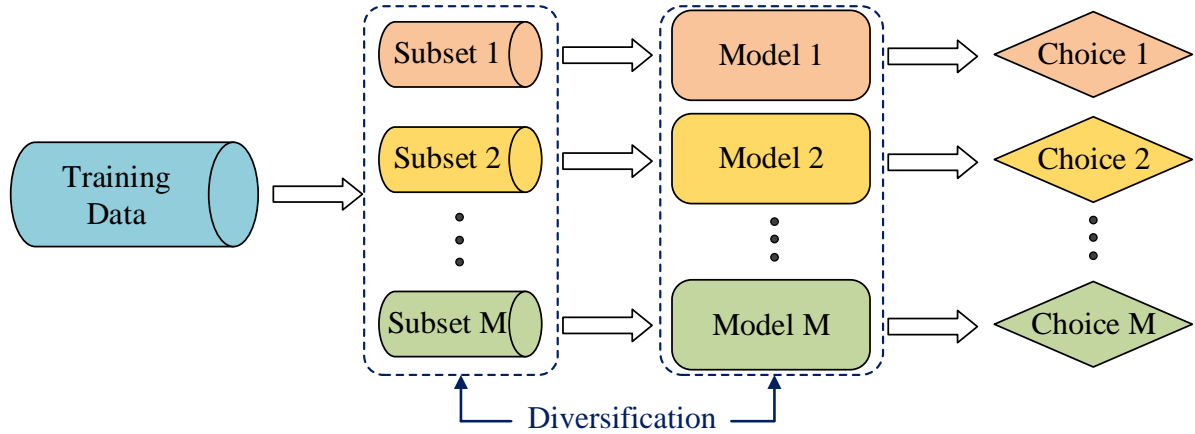 Subset 1
Model 1
Choice 1
Training
Data
Subset 2
Model 2
Choice 2
Subset M
Model M
Choice M
Diversification